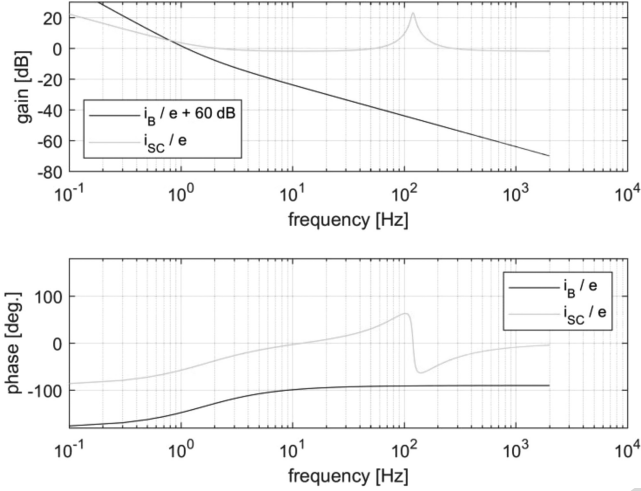 20
0
-20
-40
-60
-80
gain [dB]
i_B / e + 60 dB
i_SC / e
10^-1 10^0 10^1 10^2 10^3 10^4
frequency [Hz]
100
0
-100
phase [deg.]
i_B / e
i_SC / e
10^-1 10^0 10^1 10^2 10^3 10^4
frequency [Hz]